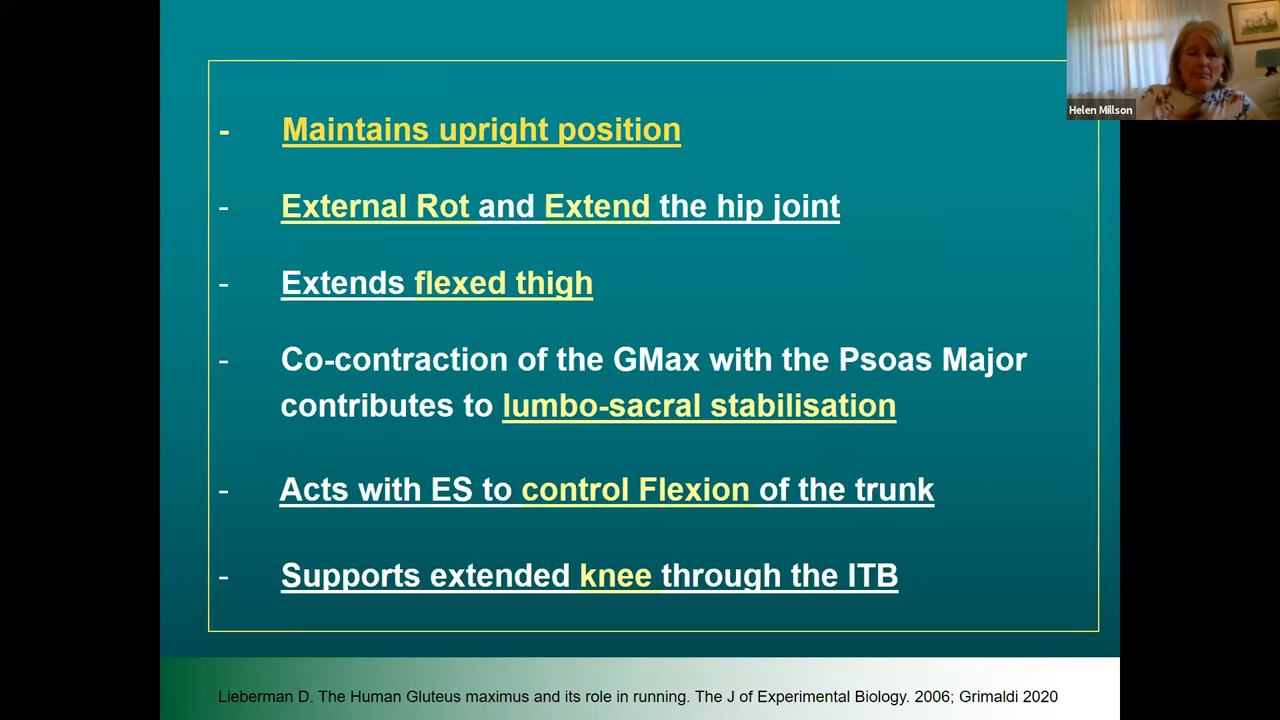 Helen Millson
- Maintains upright position
- External Rot and Extend the hip joint
- Extends flexed thigh
- Co-contraction of the GMax with the Psoas Major
contributes to lumbo-sacral stabilisation
- Acts with ES to control Flexion of the trunk
- Supports extended knee through the ITB
Lieberman D. The Human Gluteus maximus and its role in running. The J of Experimental Biology. 2006; Grimaldi 2020